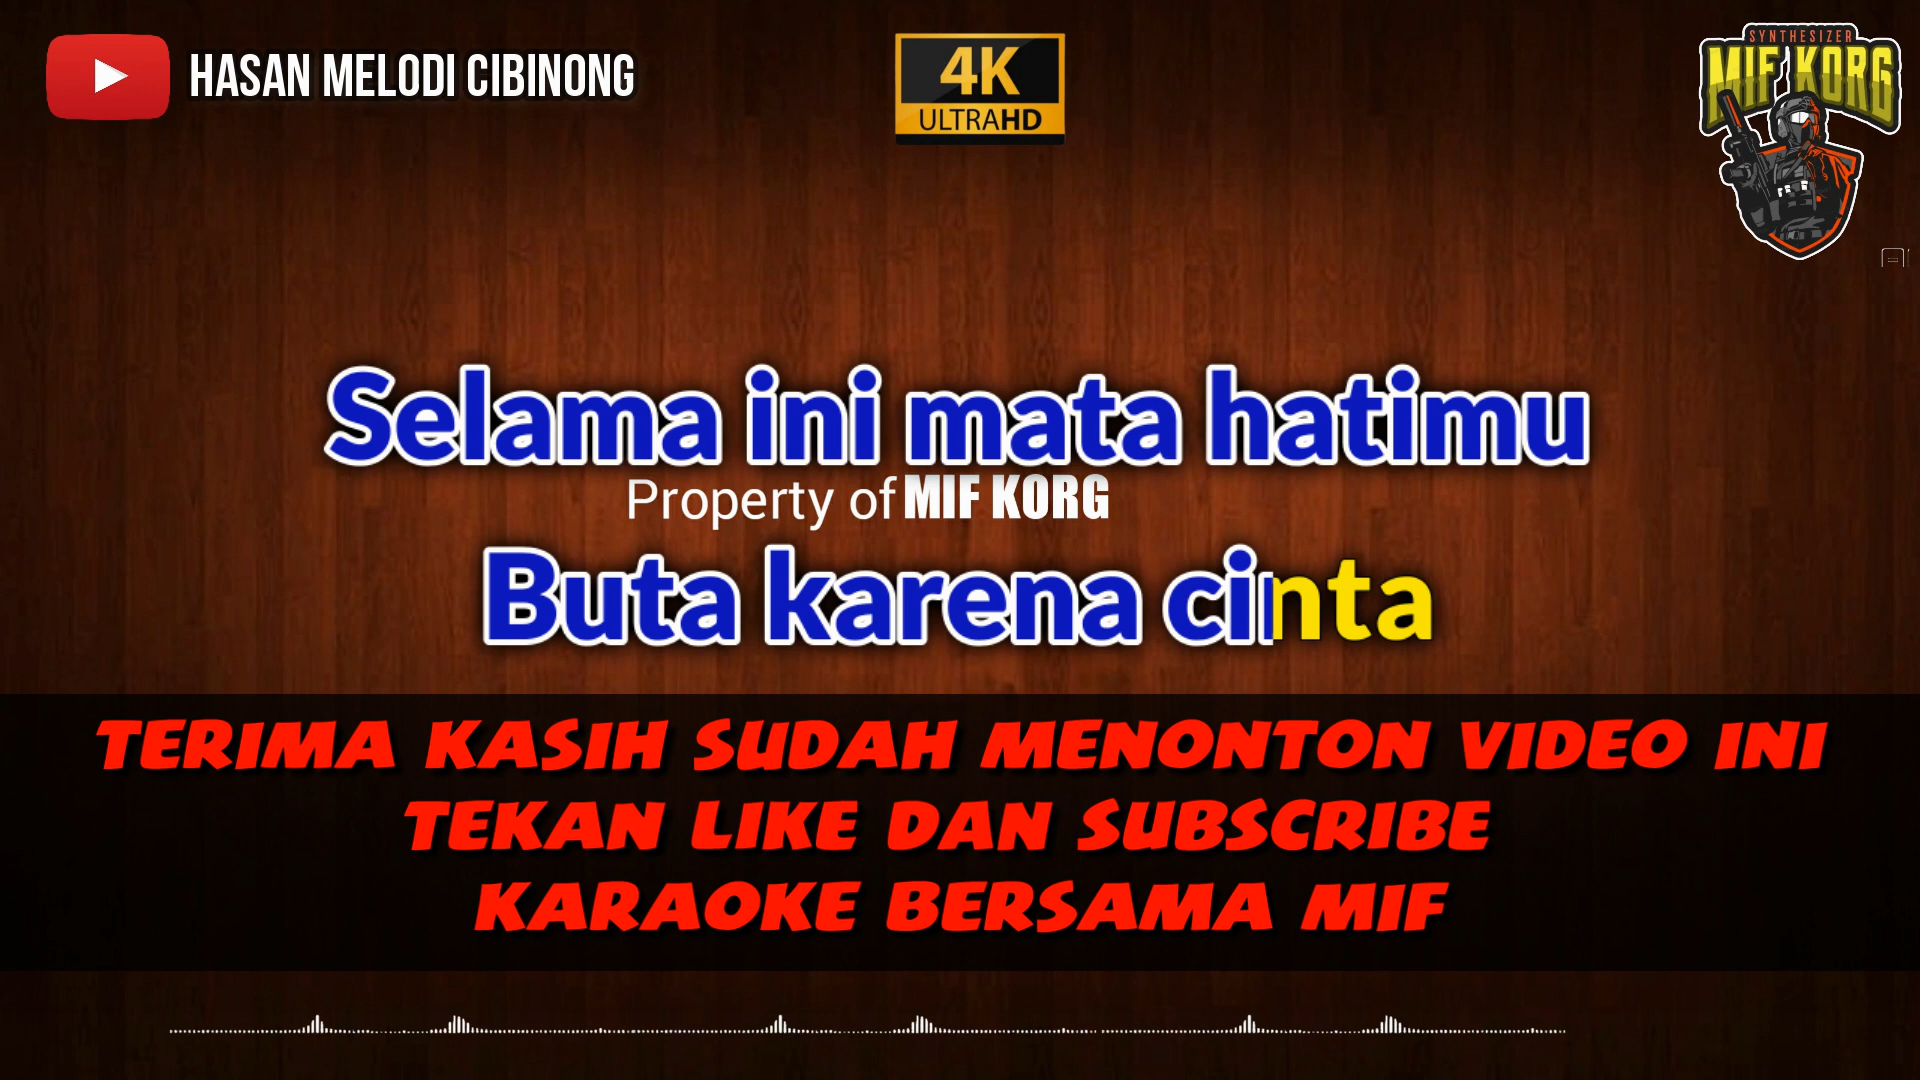 HASAN MELODI CIBINONG
4K
ULTRAHD
SYNTHESIZER
MIF KORG
Selama ini mata hatimu
Property of MIF KORG
Buta karena cinta
TERIMA KASIH SUDAH MENONTON VIDEO INI
TEKAN LIKE DAN SUBSCRIBE
KARAOKE BERSAMA MIF